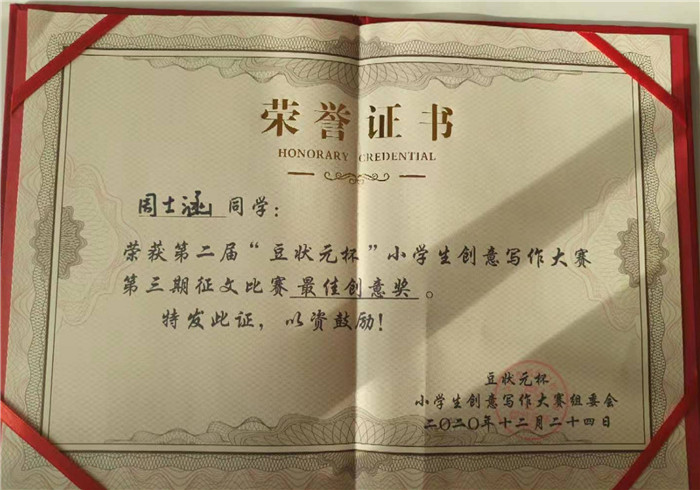 荣誉证书
HONORARY CREDENTIAL
周士涵 同学：
荣获第二届“豆状元杯”小学生创意写作大赛
第三期征文比赛 最佳创意奖 。
特发此证，以资鼓励！
豆状元杯
小学生创意写作大赛组委会
二〇二〇年十二月二十四日